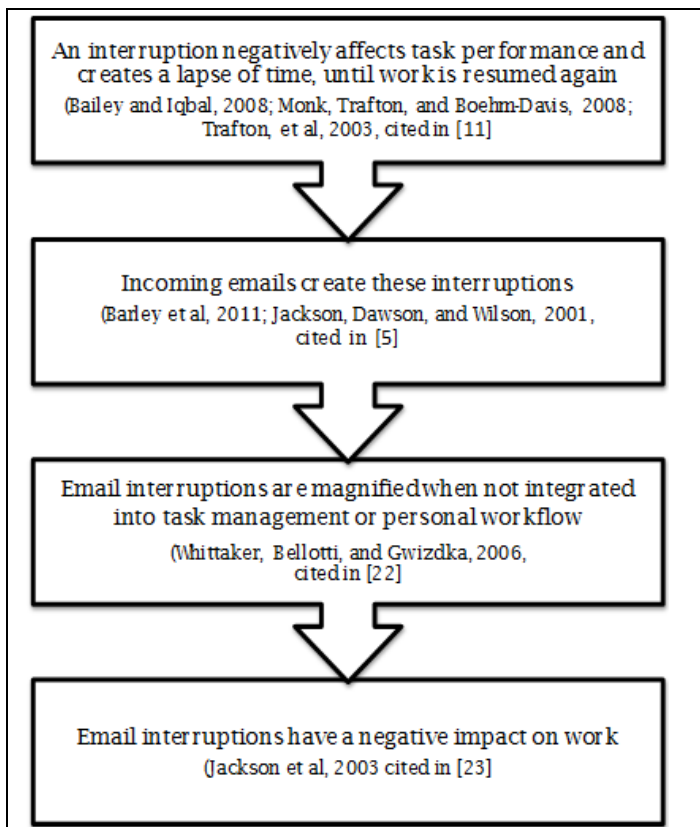 An interruption negatively affects task performance and
creates a lapse of time, until work is resumed again
(Bailey and Iqbal, 2008; Monk, Trafton, and Boehm-Davis, 2008;
Trafton, et al, 2003, cited in [11]
Incoming emails create these interruptions
(Barley et al, 2011; Jackson, Dawson, and Wilson, 2001,
cited in [5]
Email interruptions are magnified when not integrated
into task management or personal workflow
(Whittaker, Bellotti, and Gwizdka, 2006,
cited in [22]
Email interruptions have a negative impact on work
(Jackson et al, 2003 cited in [23]